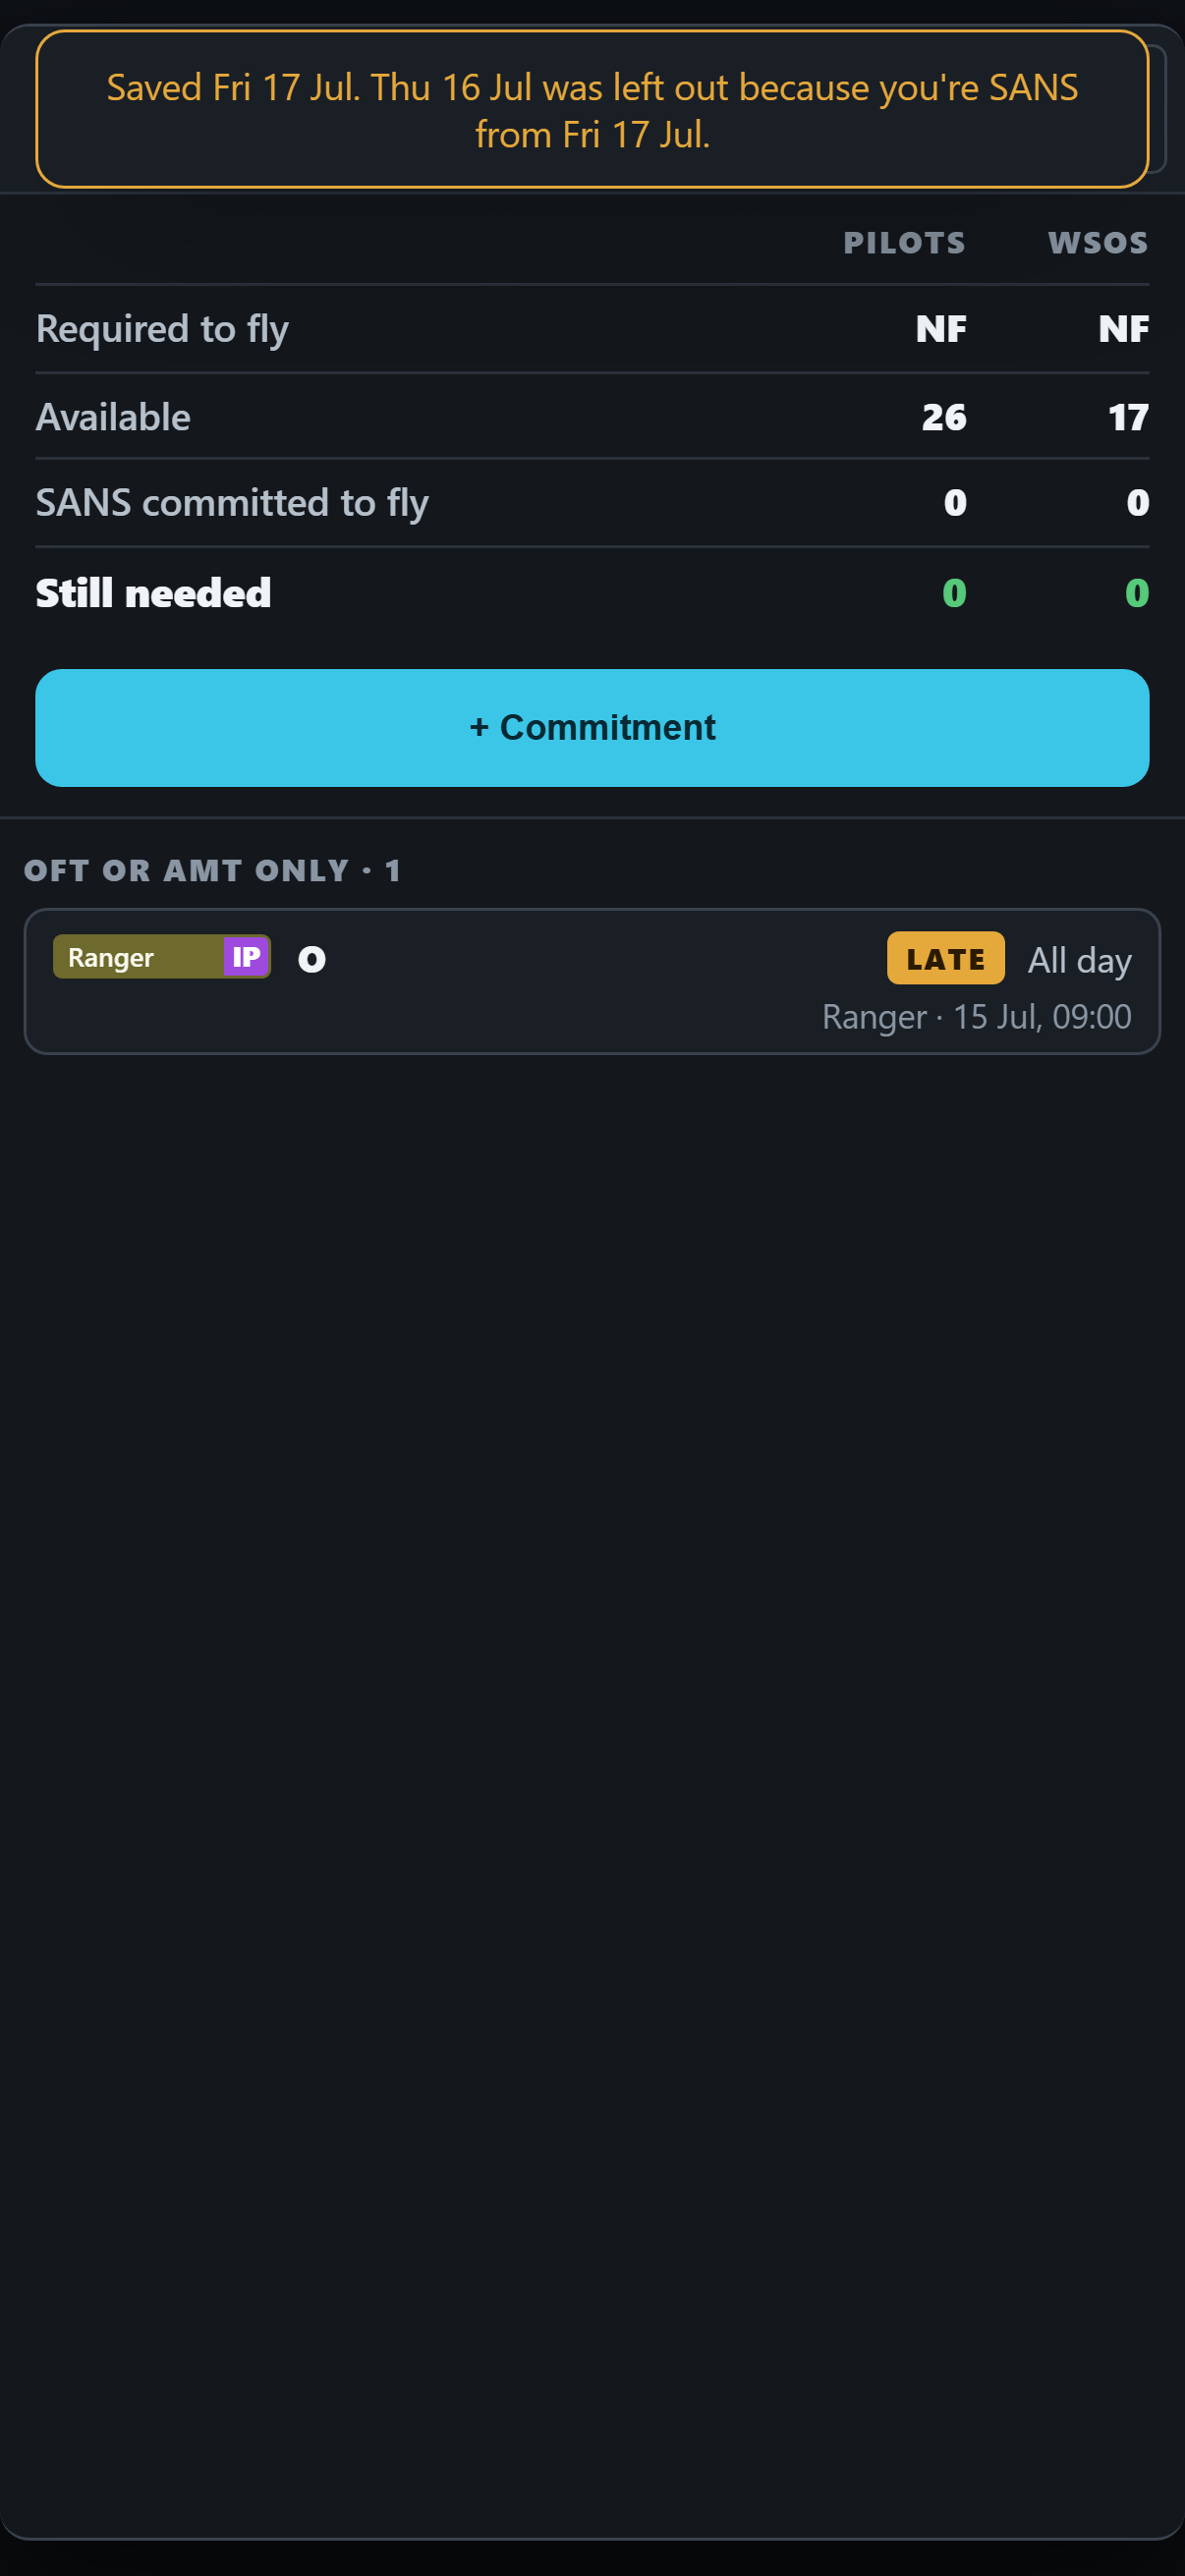 Saved Fri 17 Jul. Thu 16 Jul was left out because you're SANS
from Fri 17 Jul.
PILOTS WSOS
Required to fly NF NF
Available 26 17
SANS committed to fly 0 0
Still needed 0 0
+ Commitment
OFT OR AMT ONLY · 1
Ranger IP O LATE All day
Ranger · 15 Jul, 09:00